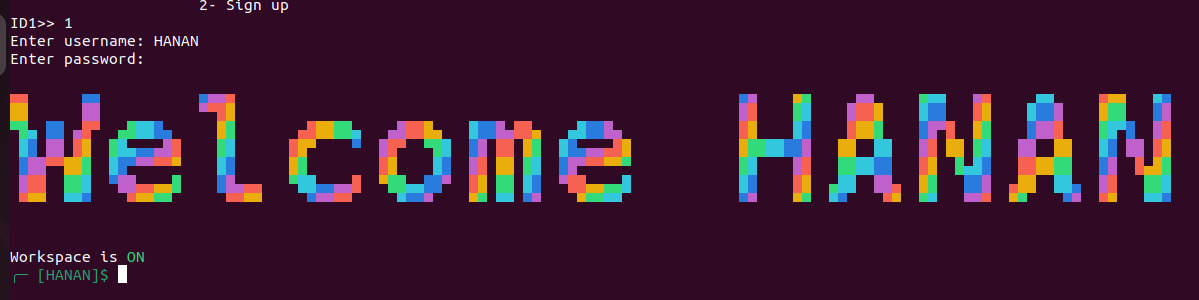 2- Sign up
ID1>> 1
Enter username: HANAN
Enter password:
Welcome HANAN
Workspace is ON
╭─ [HANAN]$